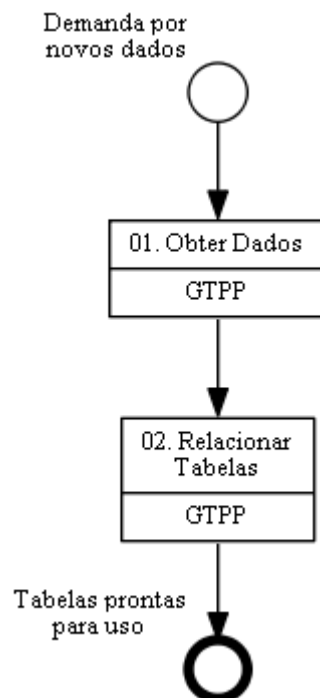 Demanda por
novos dados
01. Obter Dados
GTPP
02. Relacionar
Tabelas
GTPP
Tabelas prontas
para uso